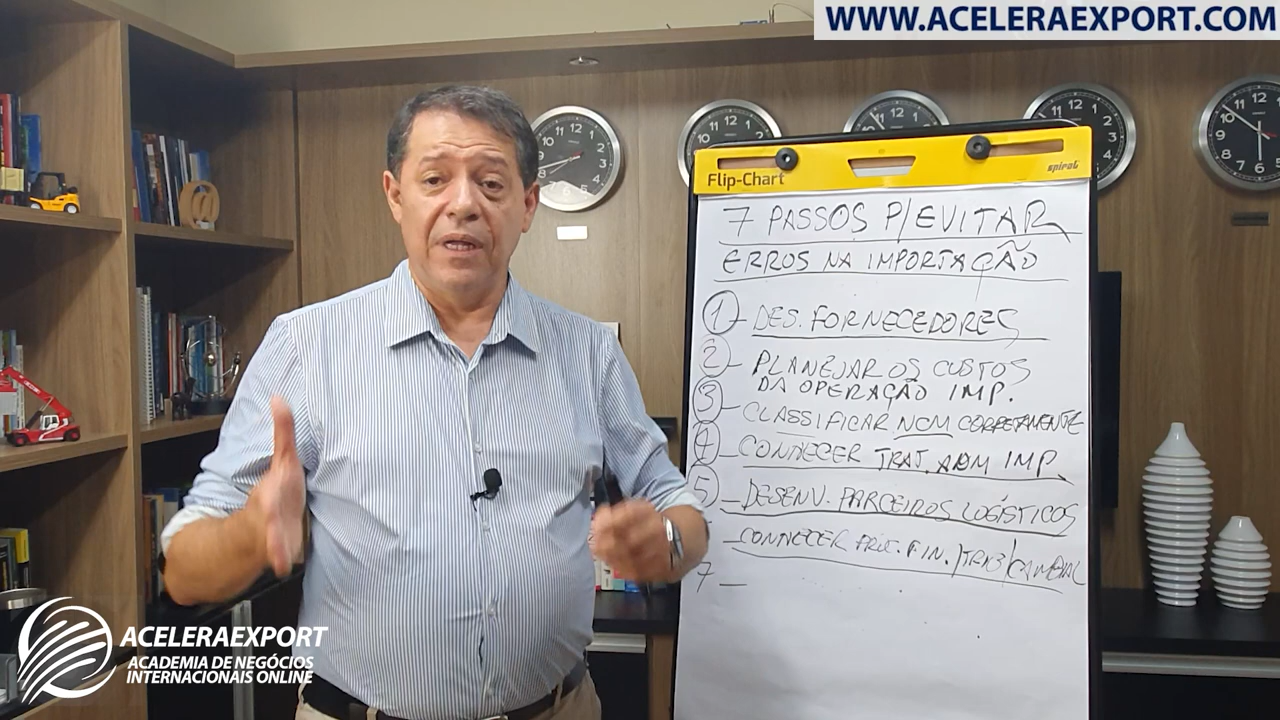 WWW.ACELERAEXPORT.COM
Flip-Chart
spiral
7 PASSOS P/EVITAR
ERROS NA IMPORTAÇÃO
1 - DES. FORNECEDORES
2 - PLANEJAR OS CUSTOS
DA OPERAÇÃO IMP.
3 - CLASSIFICAR NCM CORRETAMENTE
4 - CONHECER TRAT. ADM IMP.
5 - DESENV. PARCEIROS LOGÍSTICOS
- CONHECER FIN./TRIB/CAMBIAL
7 -
ACELERAEXPORT
ACADEMIA DE NEGÓCIOS
INTERNACIONAIS ONLINE